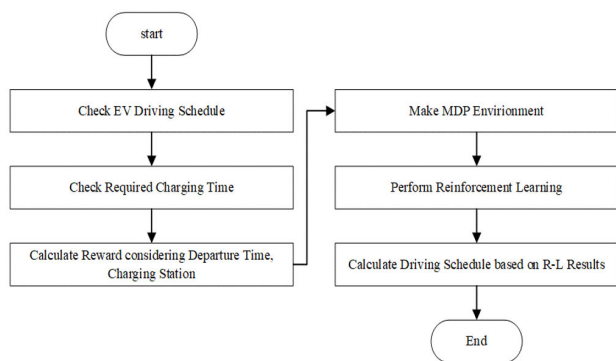 start
Check EV Driving Schedule
Check Required Charging Time
Calculate Reward considering Departure Time,
Charging Station
Make MDP Envirionment
Perform Reinforcement Learning
Calculate Driving Schedule based on R-L Results
End